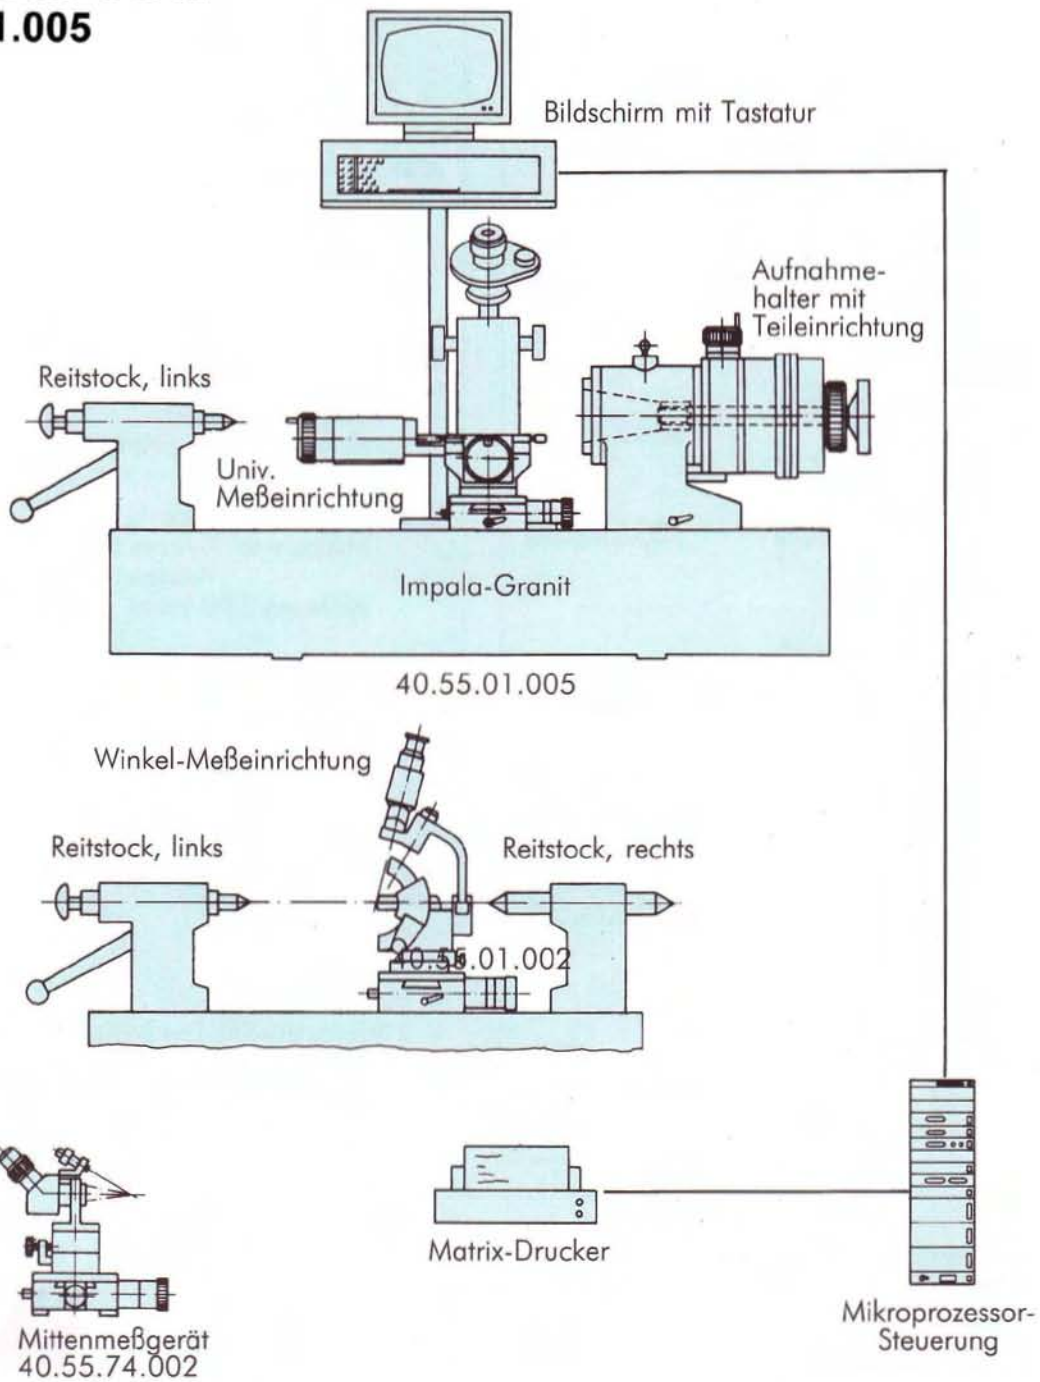 1.005
Bildschirm mit Tastatur
Aufnahme-
halter mit
Teileinrichtung
Reitstock, links
Univ.
Meßeinrichtung
Impala-Granit
40.55.01.005
Winkel-Meßeinrichtung
Reitstock, links
Reitstock, rechts
40.55.01.002
Matrix-Drucker
Mittenmeßgerät
40.55.74.002
Mikroprozessor-
Steuerung